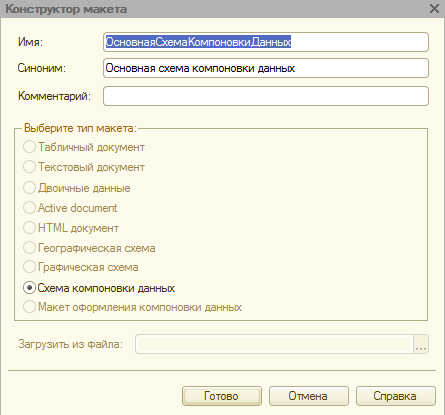 Конструктор макета
Имя: ОсновнаяСхемаКомпоновкиДанных
Синоним: Основная схема компоновки данных
Комментарий:
Выберите тип макета:
Табличный документ
Текстовый документ
Двоичные данные
Active document
HTML документ
Географическая схема
Графическая схема
Схема компоновки данных
Макет оформления компоновки данных
Загрузить из файла: ...
Готово Отмена Справка